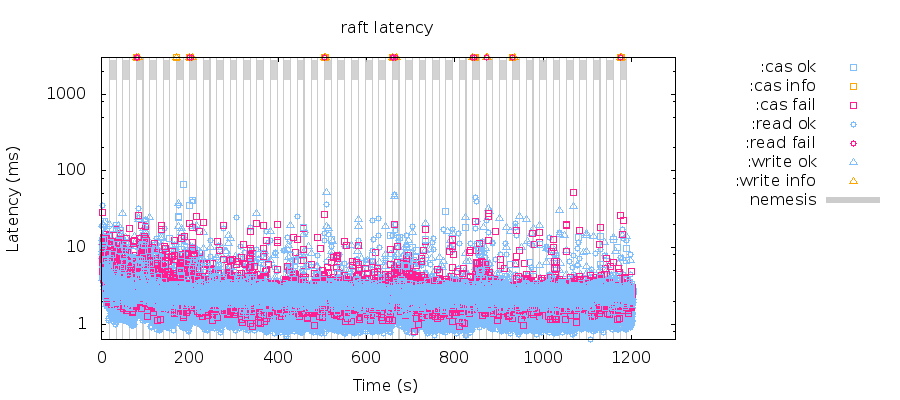 raft latency
Latency (ms)
1000
100
10
1
0 200 400 600 800 1000 1200
Time (s)
:cas ok
:cas info
:cas fail
:read ok
:read fail
:write ok
:write info
nemesis